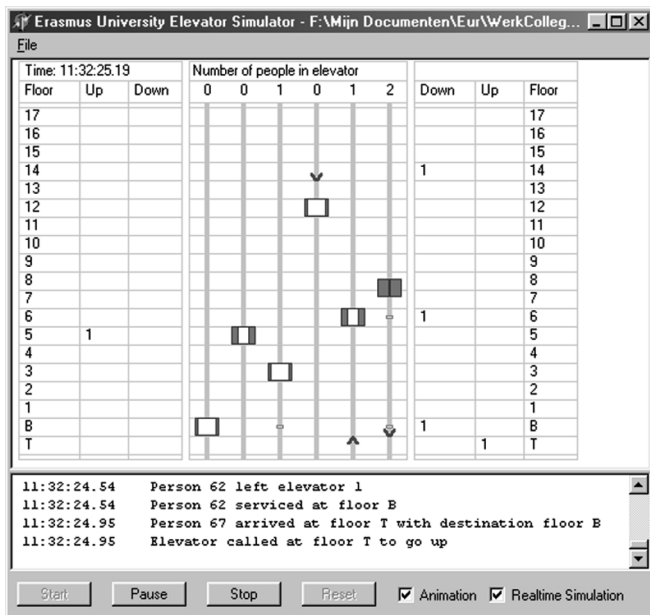 Erasmus University Elevator Simulator - F:\Mijn Documenten\Eur\WerkColleg...
File
Time: 11:32:25.19 Number of people in elevator
Floor Up Down 0 0 1 0 1 2 Down Up Floor
17 17
16 16
15 15
14 1 14
13 13
12 12
11 11
10 10
9 9
8 8
7 7
6 1 6
5 1 5
4 4
3 3
2 2
1 1
B 1 B
T 1 T
11:32:24.54 Person 62 left elevator 1
11:32:24.54 Person 62 serviced at floor B
11:32:24.95 Person 67 arrived at floor T with destination floor B
11:32:24.95 Elevator called at floor T to go up
Start Pause Stop Reset Animation Realtime Simulation